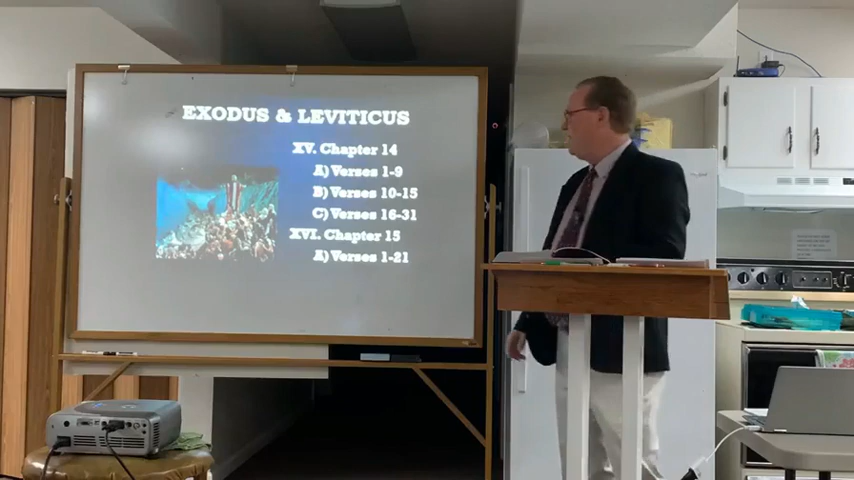 EXODUS & LEVITICUS
XV. Chapter 14
A) Verses 1-9
B) Verses 10-15
C) Verses 16-31
XVI. Chapter 15
A) Verses 1-21